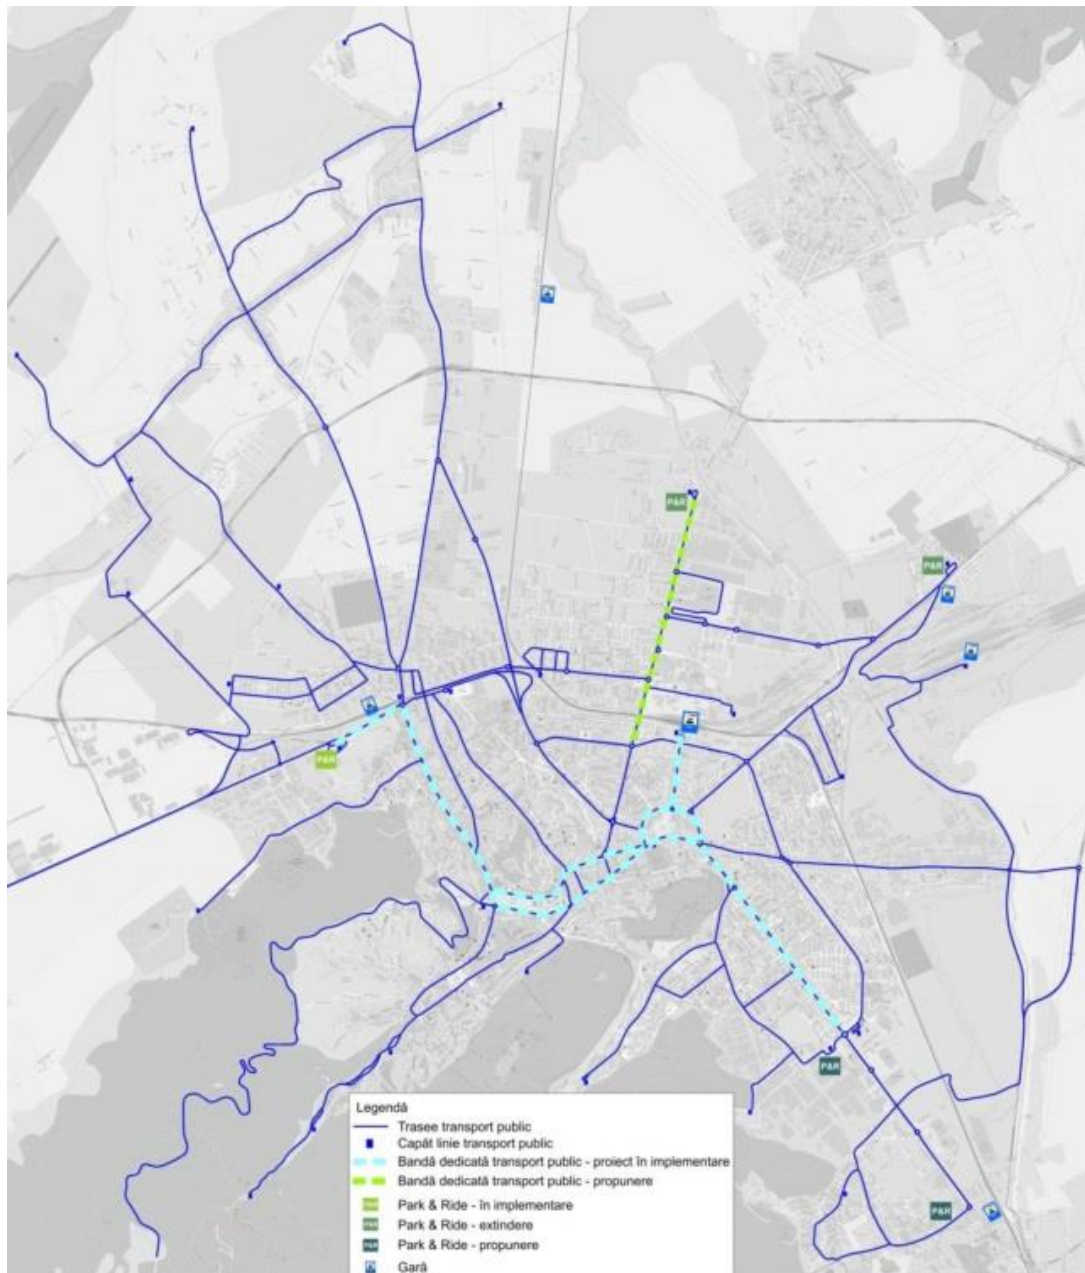 P&R
P&R
P&R
P&R
P&R
Legendă
Trasee transport public
Capăt linie transport public
Bandă dedicată transport public - proiect în implementare
Bandă dedicată transport public - propunere
P&R Park & Ride - în implementare
P&R Park & Ride - extindere
P&R Park & Ride - propunere
Gară